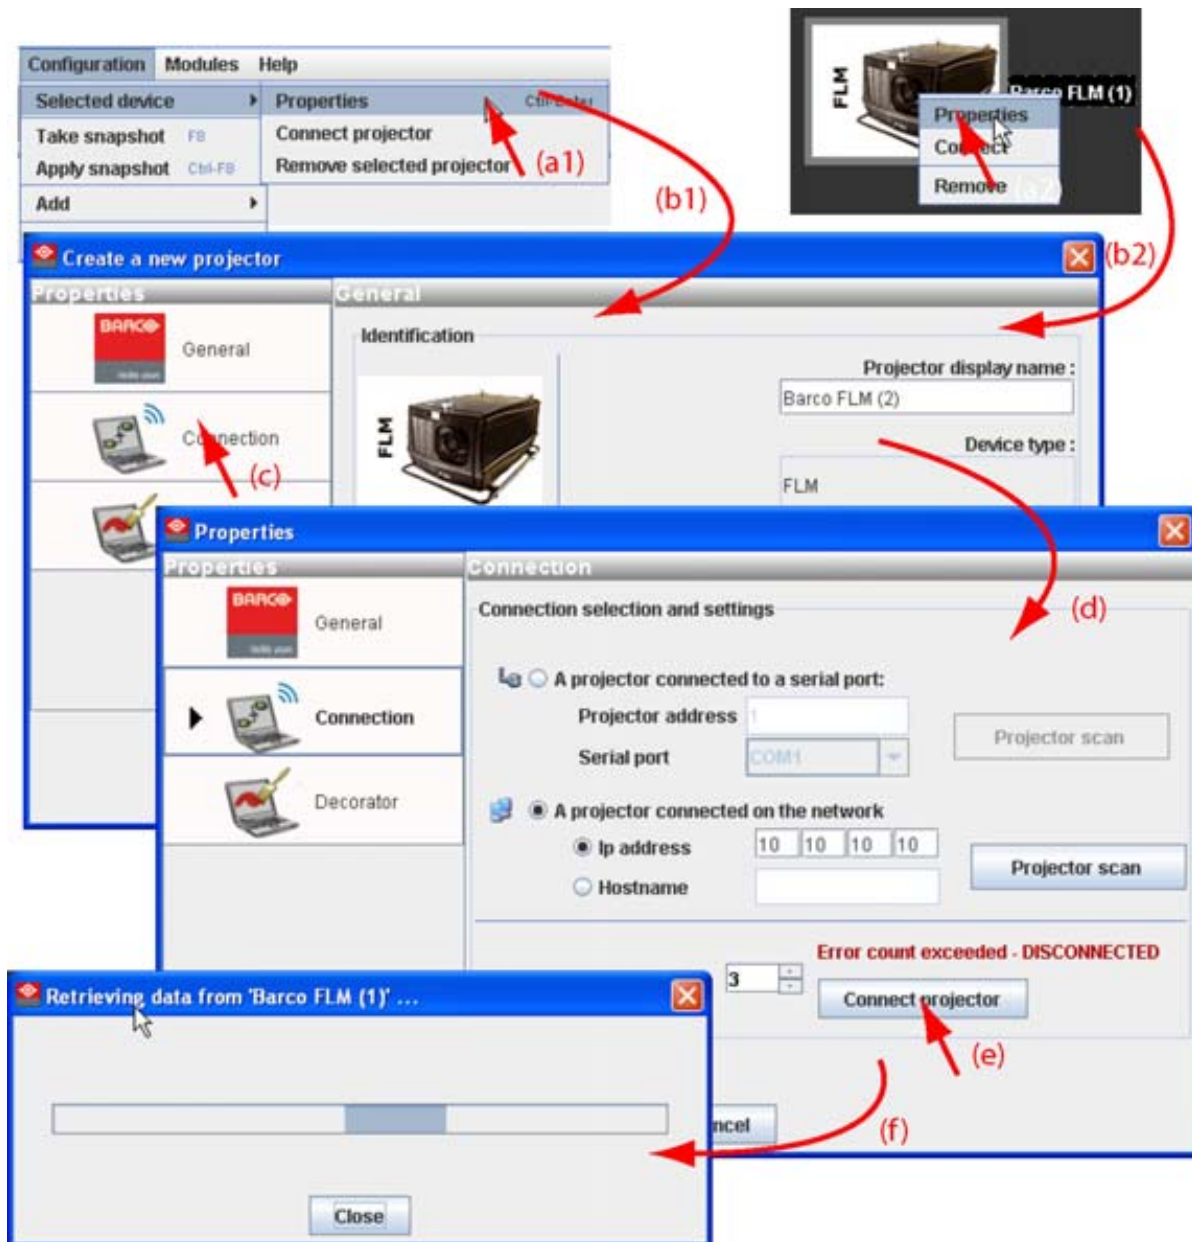 Configuration Modules Help
Selected device Properties
Take snapshot F8 Connect projector (a1)
Apply snapshot Ctrl-F8 Remove selected projector
Add
(b1)
FLM
Barco FLM (1)
Properties
Connect
Remove (a2)
(b2)
Create a new projector
Properties General
BARCO
General
Connection
(c)
Identification
FLM
Projector display name :
Barco FLM (2)
Device type :
FLM
Properties
Properties Connection
BARCO
General
Connection
Decorator
Connection selection and settings
(d)
A projector connected to a serial port:
Projector address 1
Serial port COM1
Projector scan
A projector connected on the network
Ip address 10 10 10 10
Hostname
Projector scan
Error count exceeded - DISCONNECTED
3 Connect projector
(e)
Retrieving data from 'Barco FLM (1)' ...
(f)
ncel
Close